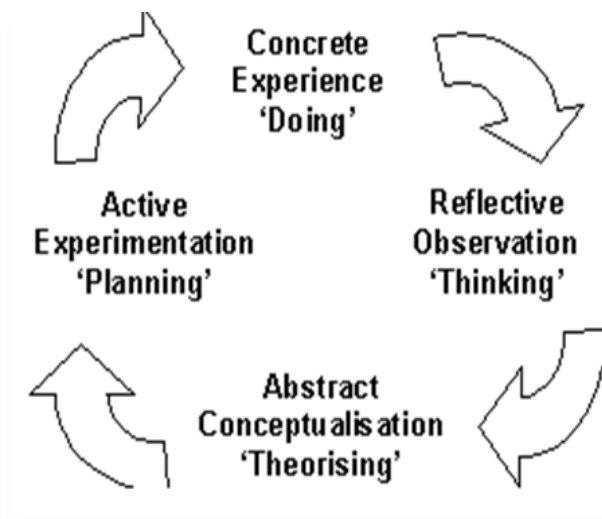 Concrete
Experience
‘Doing’
Reflective
Observation
‘Thinking’
Abstract
Conceptualisation
‘Theorising’
Active
Experimentation
‘Planning’